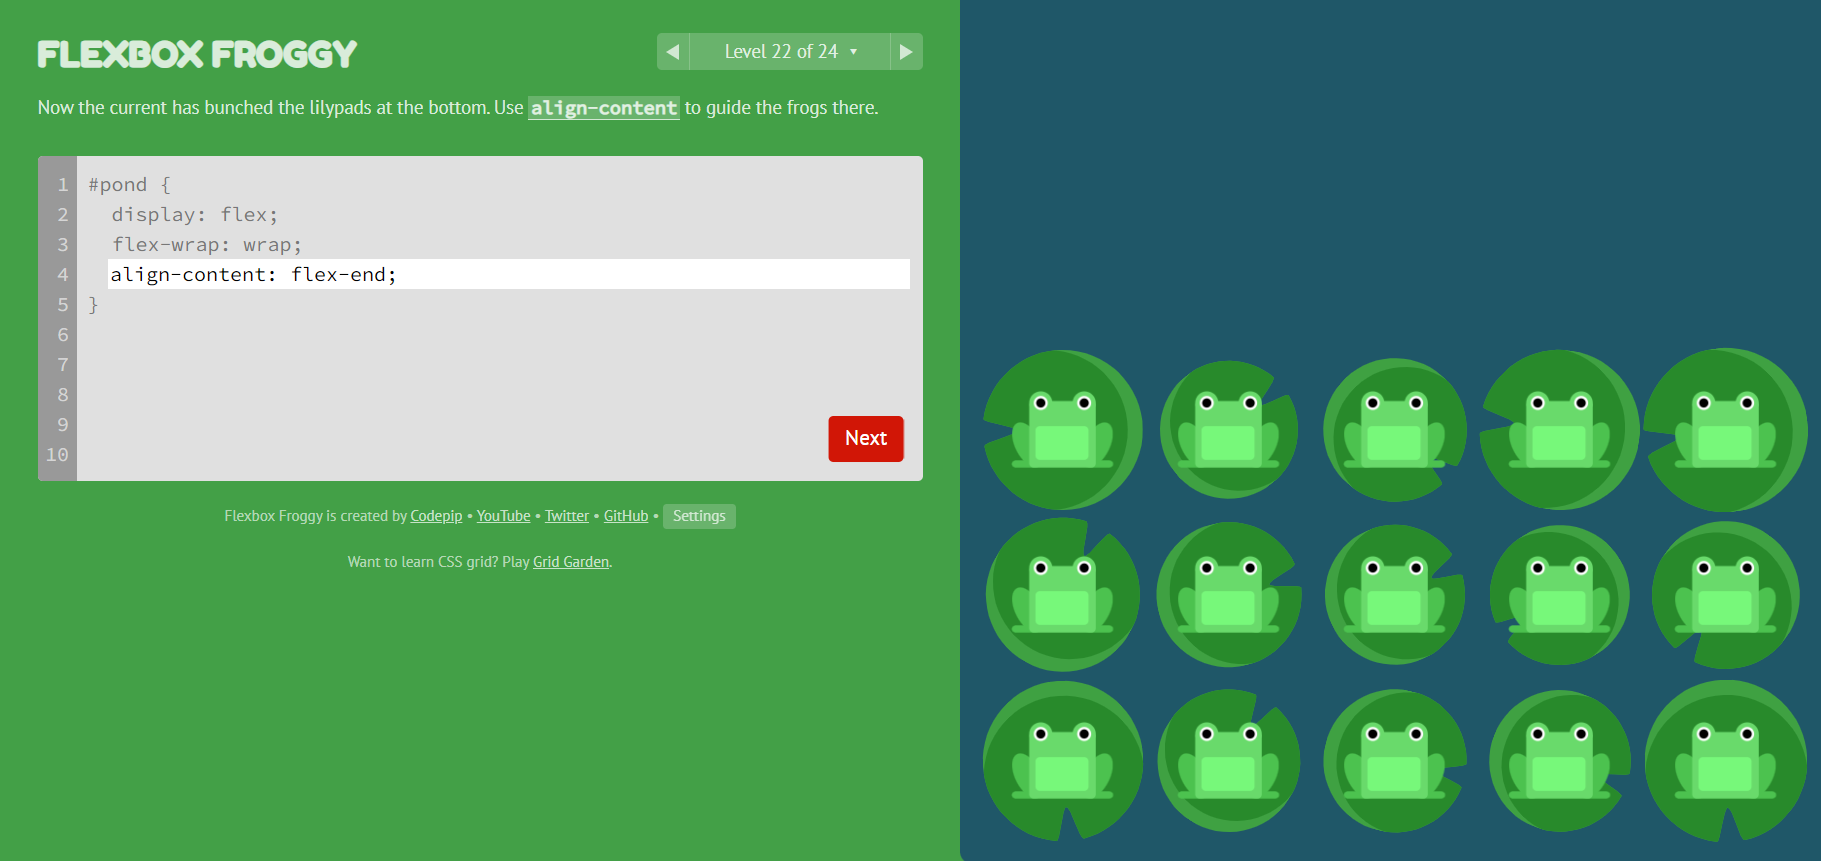 FLEXBOX FROGGY
◀ Level 22 of 24 ▼ ▶
Now the current has bunched the lilypads at the bottom. Use align-content to guide the frogs there.
1 #pond {
2 display: flex;
3 flex-wrap: wrap;
4 align-content: flex-end;
5 }
6
7
8
9
10
Next
Flexbox Froggy is created by Codepip • YouTube • Twitter • GitHub • Settings
Want to learn CSS grid? Play Grid Garden.